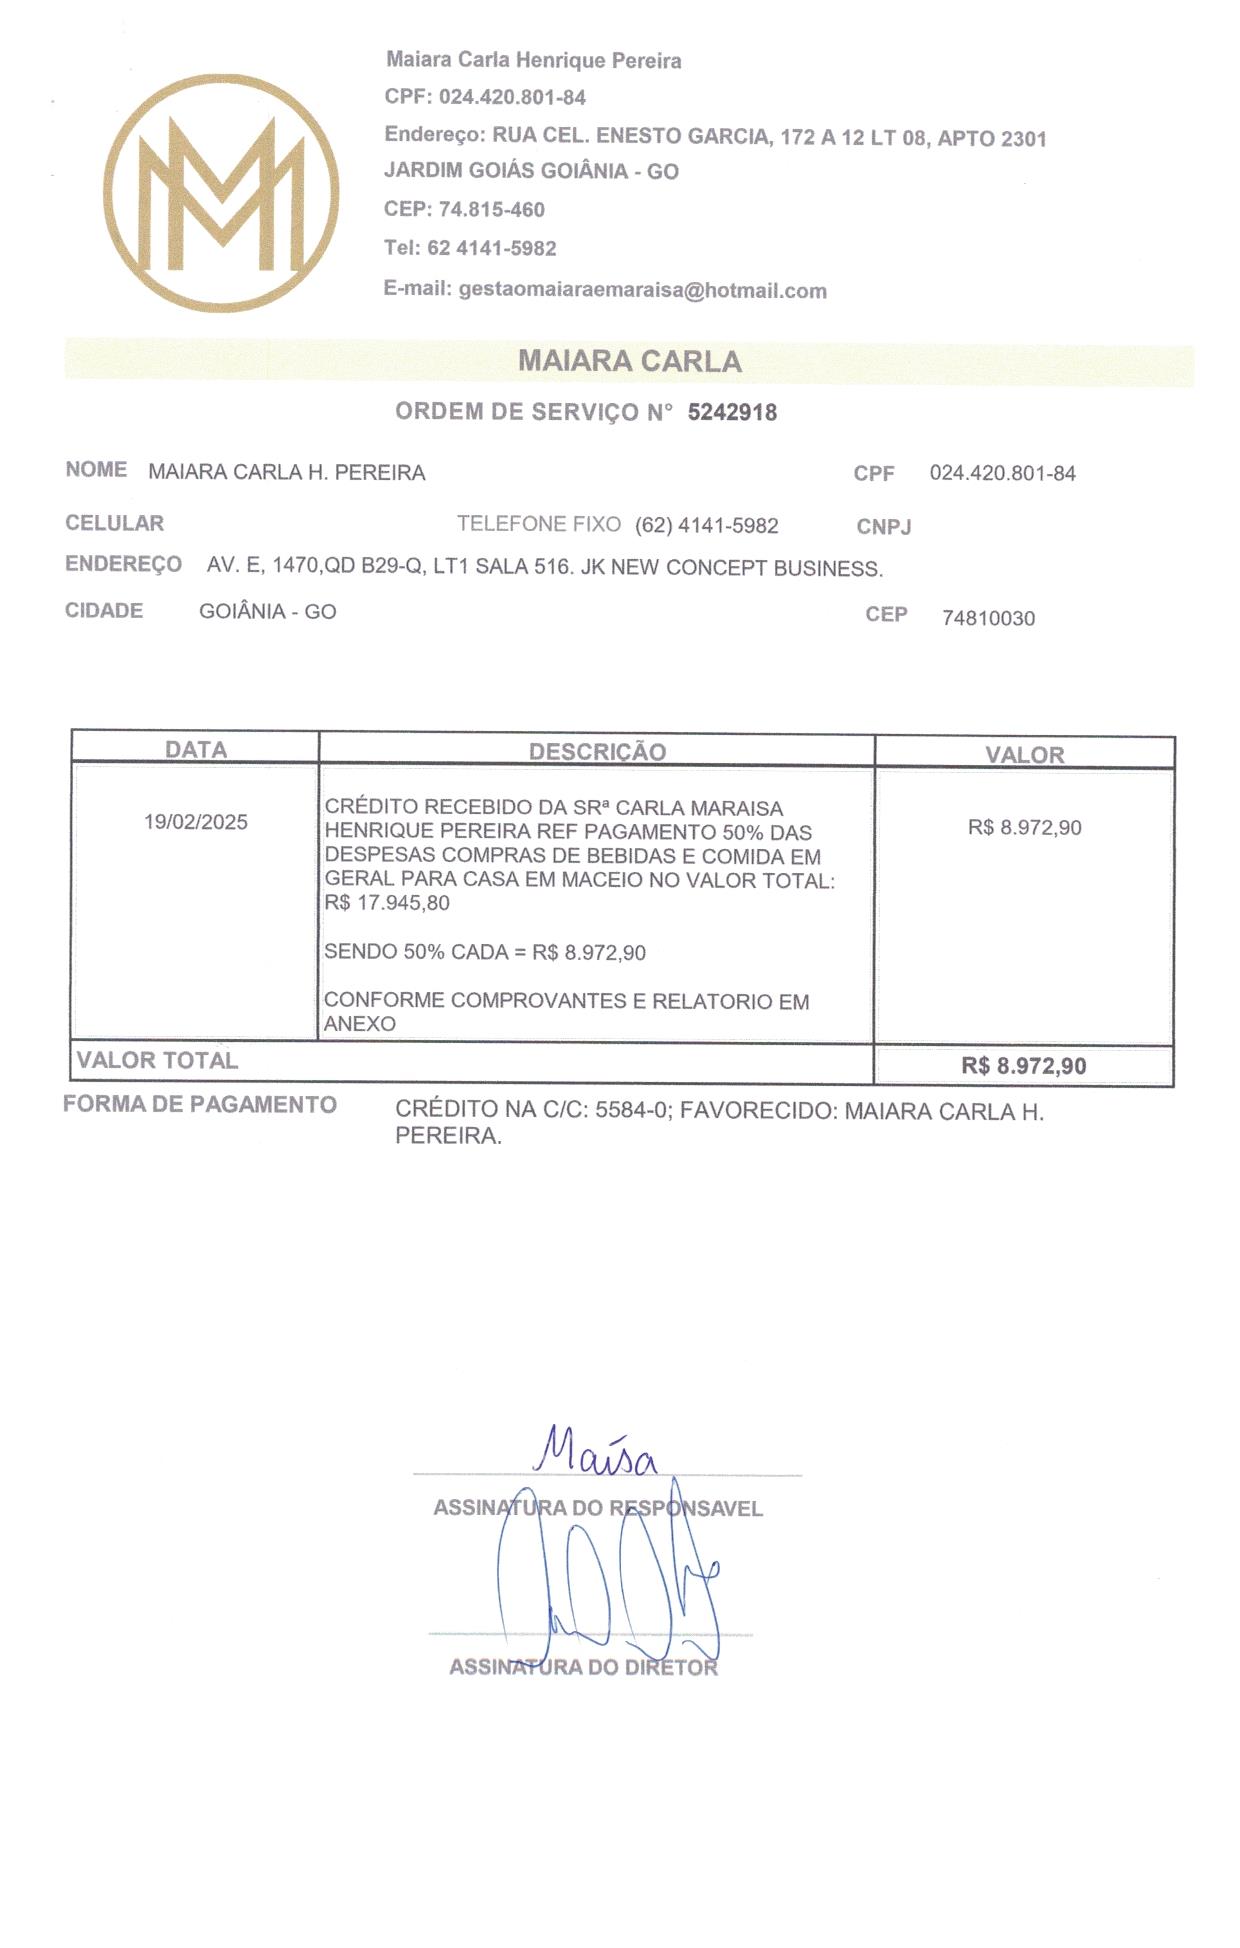 Maiara Carla Henrique Pereira
CPF: 024.420.801-84
Endereço: RUA CEL. ENESTO GARCIA, 172 A 12 LT 08, APTO 2301
JARDIM GOIÁS GOIÂNIA - GO
CEP: 74.815-460
Tel: 62 4141-5982
E-mail: gestaomaiaraemaraisa@hotmail.com
MM
MAIARA CARLA
ORDEM DE SERVIÇO N° 5242918
NOME MAIARA CARLA H. PEREIRA CPF 024.420.801-84
CELULAR TELEFONE FIXO (62) 4141-5982 CNPJ
ENDEREÇO AV. E, 1470,QD B29-Q, LT1 SALA 516. JK NEW CONCEPT BUSINESS.
CIDADE GOIÂNIA - GO CEP 74810030
DATA DESCRIÇÃO VALOR
19/02/2025 CRÉDITO RECEBIDO DA SRª CARLA MARAISA R$ 8.972,90
HENRIQUE PEREIRA REF PAGAMENTO 50% DAS
DESPESAS COMPRAS DE BEBIDAS E COMIDA EM
GERAL PARA CASA EM MACEIO NO VALOR TOTAL:
R$ 17.945,80
SENDO 50% CADA = R$ 8.972,90
CONFORME COMPROVANTES E RELATORIO EM
ANEXO
VALOR TOTAL R$ 8.972,90
FORMA DE PAGAMENTO CRÉDITO NA C/C: 5584-0; FAVORECIDO: MAIARA CARLA H.
PEREIRA.
Maísa
ASSINATURA DO RESPONSAVEL
ASSINATURA DO DIRETOR